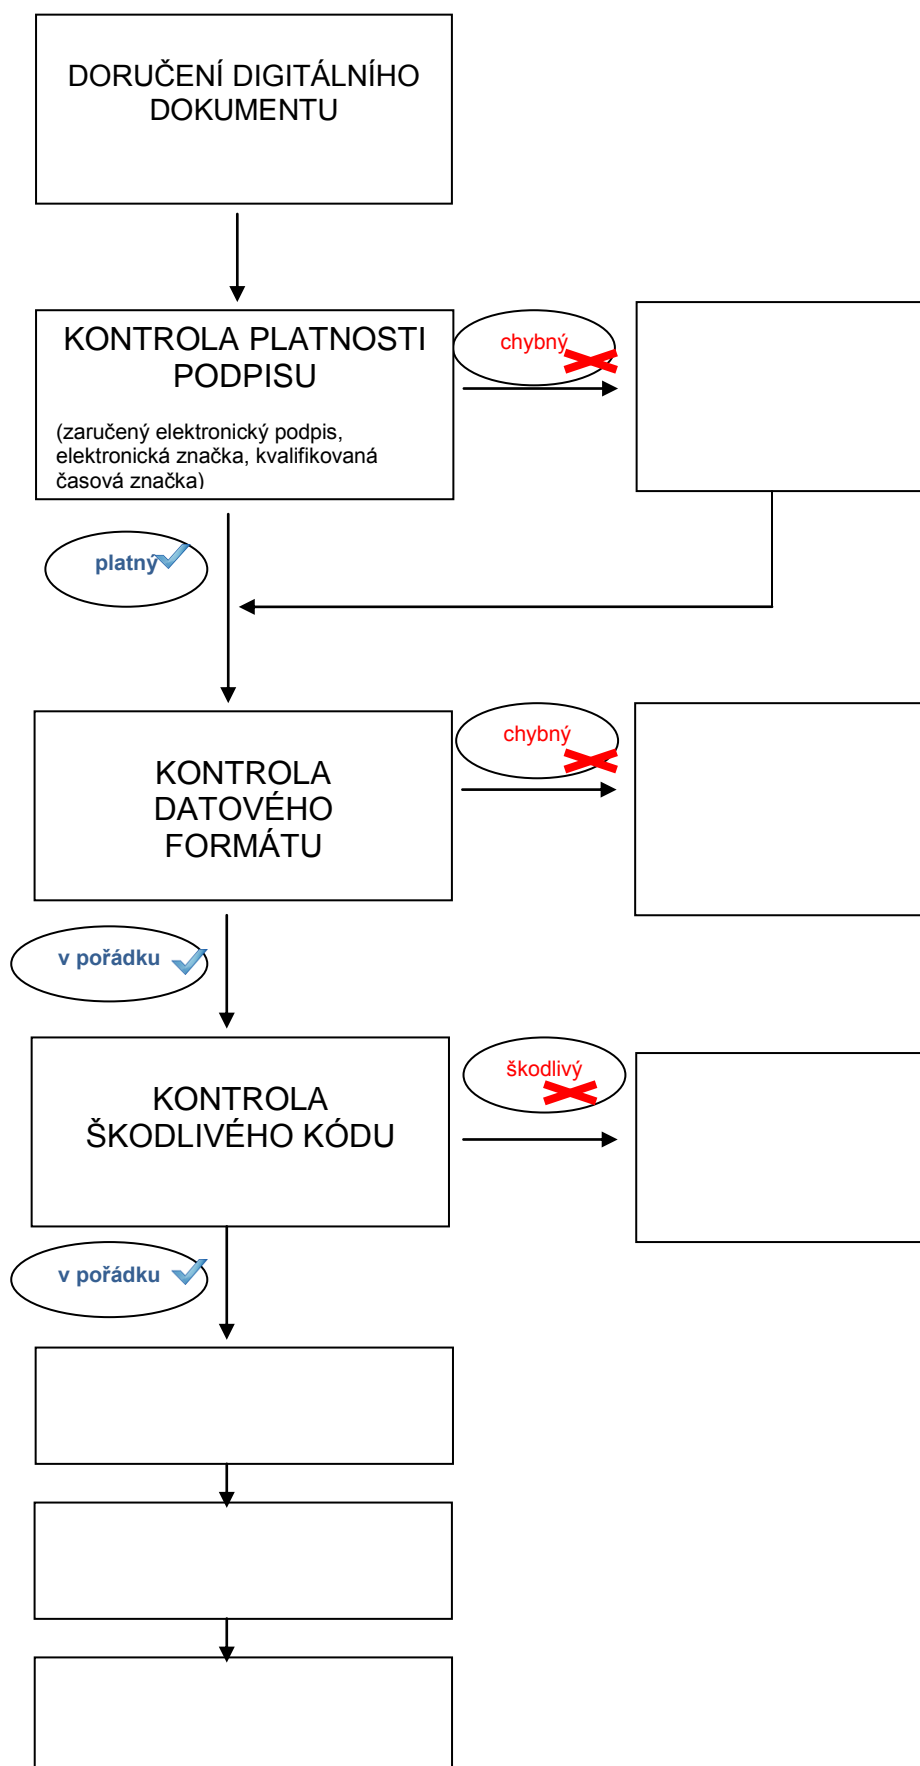 DORUČENÍ DIGITÁLNÍHO
DOKUMENTU
KONTROLA PLATNOSTI
PODPISU
(zaručený elektronický podpis,
elektronická značka, kvalifikovaná
časová značka)
chybný
platný
KONTROLA
DATOVÉHO
FORMÁTU
chybný
v pořádku
KONTROLA
ŠKODLIVÉHO KÓDU
škodlivý
v pořádku